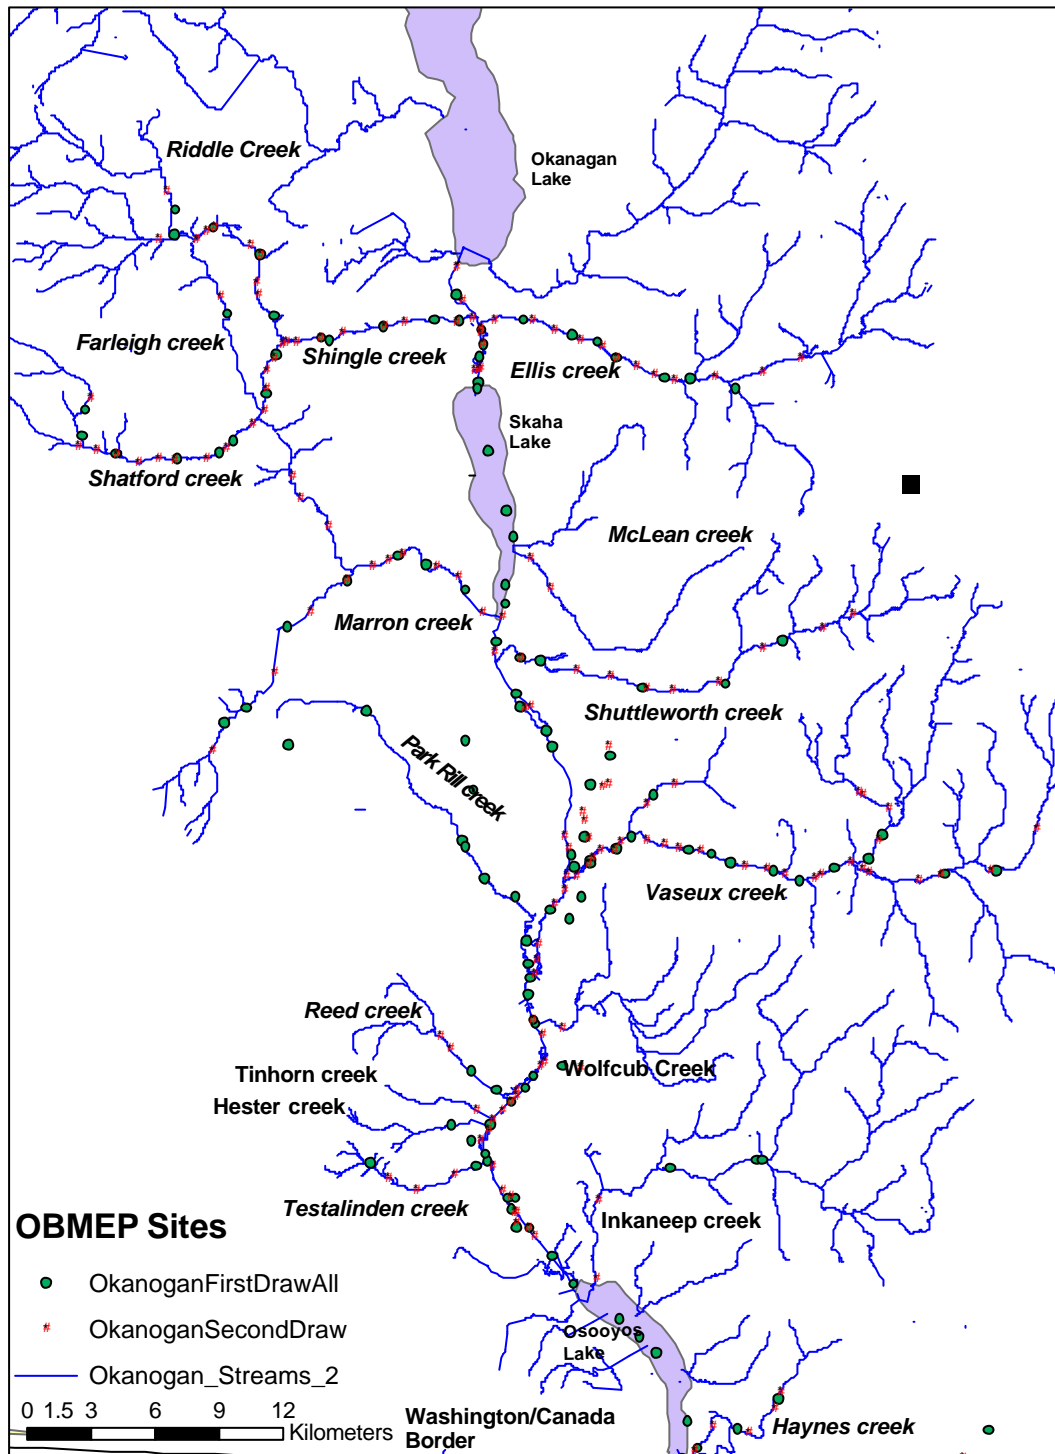 Riddle Creek
Okanagan
Lake
Farleigh creek
Shingle creek
Ellis creek
Skaha
Lake
Shatford creek
McLean creek
Marron creek
Shuttleworth creek
Park Rill creek
Vaseux creek
Reed creek
Wolfcub Creek
Tinhorn creek
Hester creek
Testalinden creek
Inkaneep creek
OBMEP Sites
OkanoganFirstDrawAll
OkanoganSecondDraw
Okanogan_Streams_2
Osooyos
Lake
0 1.5 3 6 9 12
Kilometers
Washington/Canada
Border
Haynes creek